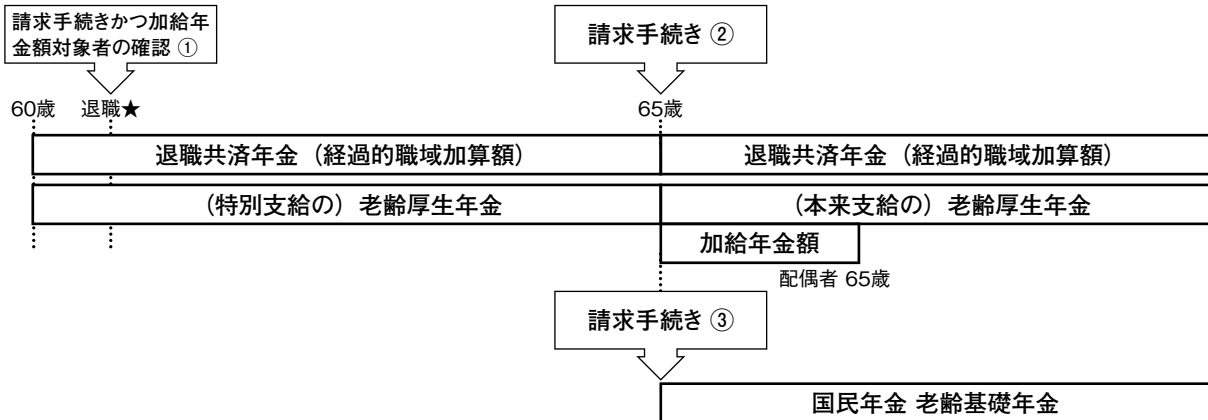 請求手続きかつ加給年
金額対象者の確認 ①
請求手続き ②
60歳 退職★ 65歳
退職共済年金（経過的職域加算額） 退職共済年金（経過的職域加算額）
（特別支給の）老齢厚生年金 （本来支給の）老齢厚生年金
加給年金額
配偶者 65歳
請求手続き ③
国民年金 老齢基礎年金